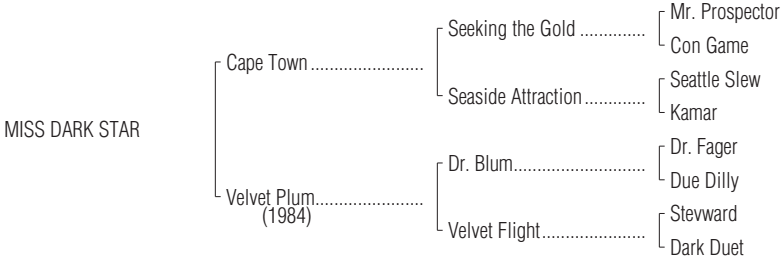 Mr. Prospector
Seeking the Gold ..............
Con Game
Cape Town ........................
Seattle Slew
Seaside Attraction .............
Kamar
MISS DARK STAR
Dr. Fager
Dr. Blum............................
Due Dilly
Velvet Plum.......................
(1984)
Stevward
Velvet Flight......................
Dark Duet